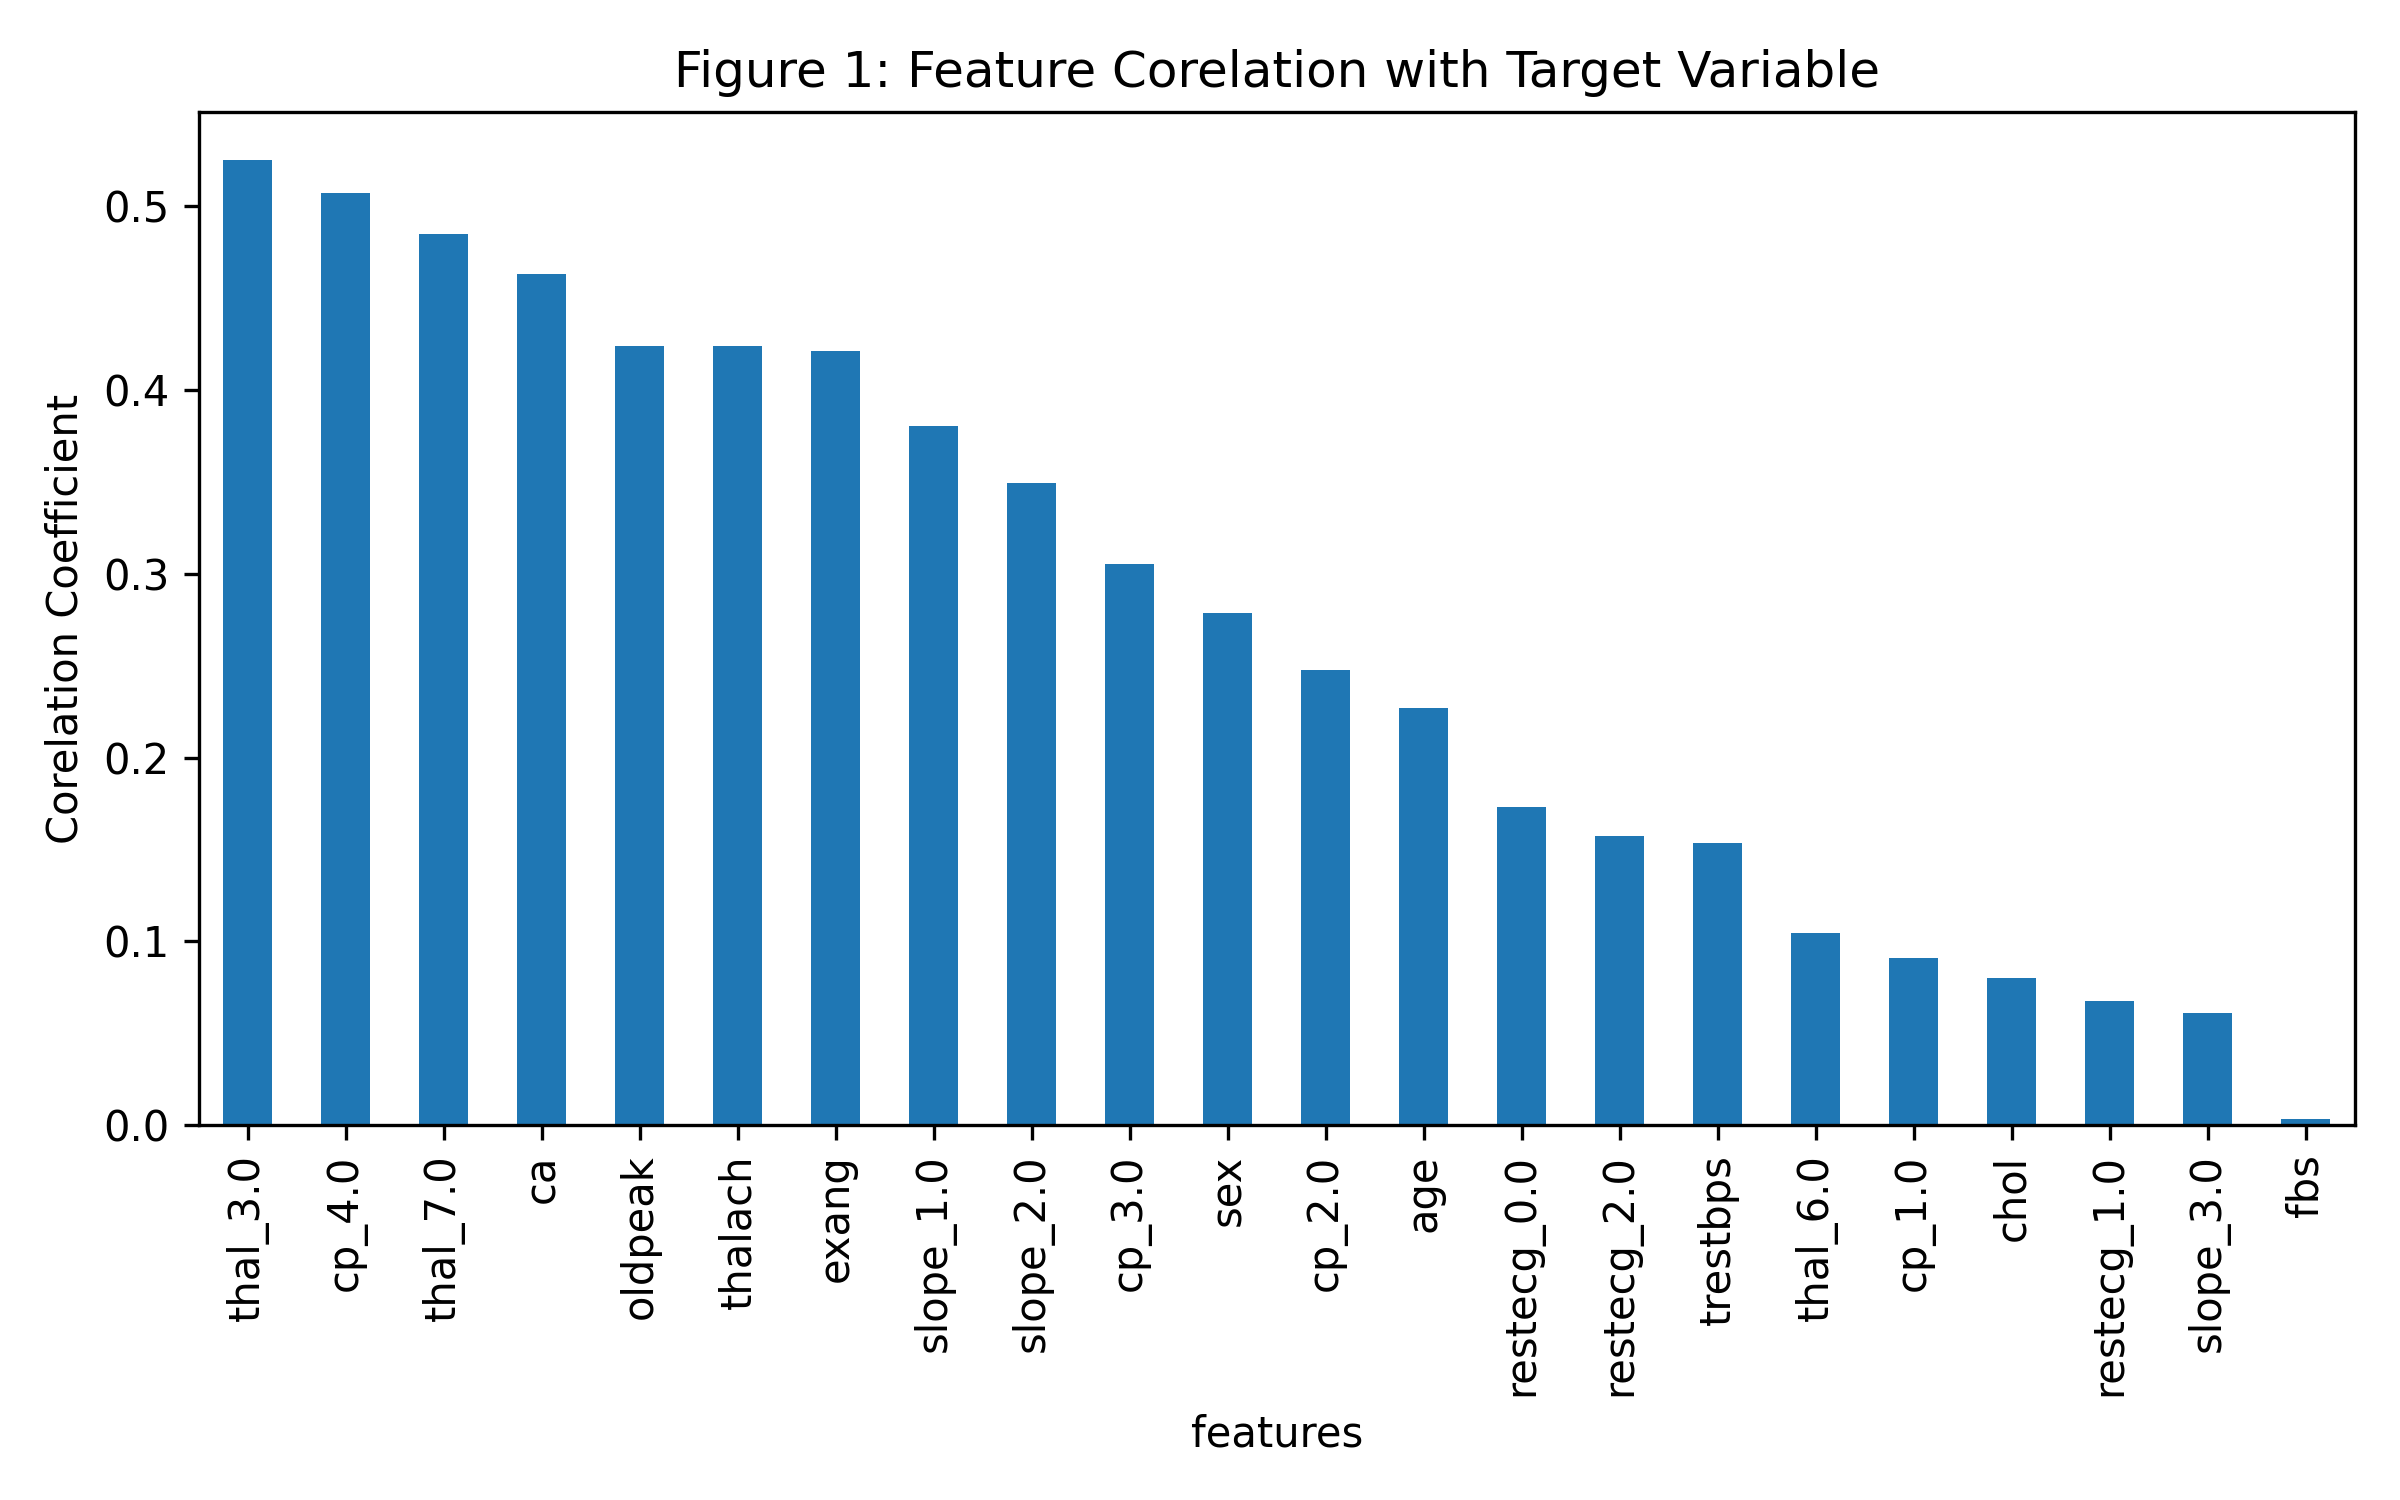 Figure 1: Feature Corelation with Target Variable
Corelation Coefficient
0.5
0.4
0.3
0.2
0.1
0.0
thal_3.0
cp_4.0
thal_7.0
ca
oldpeak
thalach
exang
slope_1.0
slope_2.0
cp_3.0
sex
cp_2.0
age
restecg_0.0
restecg_2.0
trestbps
thal_6.0
cp_1.0
chol
restecg_1.0
slope_3.0
fbs
features